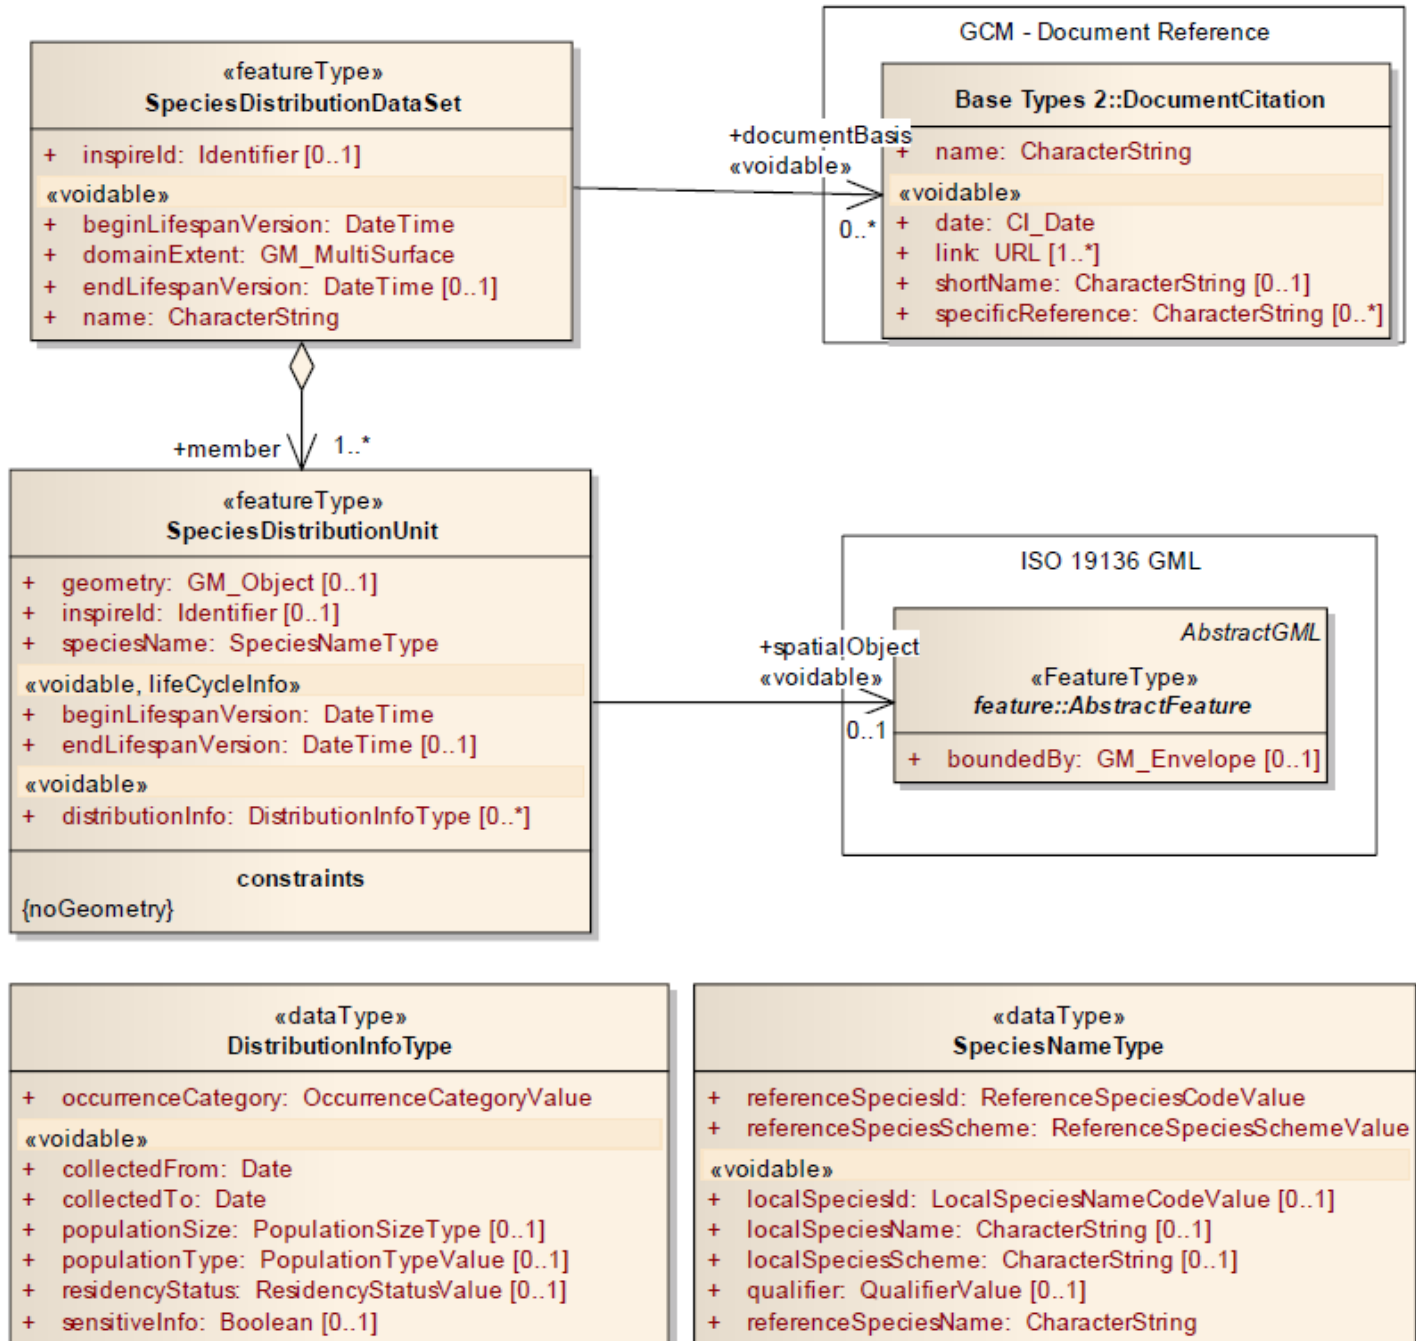 «featureType»
SpeciesDistributionDataSet
+ inspireId: Identifier [0..1]
«voidable»
+ beginLifespanVersion: DateTime
+ domainExtent: GM_MultiSurface
+ endLifespanVersion: DateTime [0..1]
+ name: CharacterString
+documentBasis
«voidable»
0..*
GCM - Document Reference
Base Types 2::DocumentCitation
+ name: CharacterString
«voidable»
+ date: CI_Date
+ link: URL [1..*]
+ shortName: CharacterString [0..1]
+ specificReference: CharacterString [0..*]
+member
1..*
«featureType»
SpeciesDistributionUnit
+ geometry: GM_Object [0..1]
+ inspireId: Identifier [0..1]
+ speciesName: SpeciesNameType
«voidable, lifeCycleInfo»
+ beginLifespanVersion: DateTime
+ endLifespanVersion: DateTime [0..1]
«voidable»
+ distributionInfo: DistributionInfoType [0..*]
constraints
{noGeometry}
+spatialObject
«voidable»
0..1
ISO 19136 GML
AbstractGML
«FeatureType»
feature::AbstractFeature
+ boundedBy: GM_Envelope [0..1]
«dataType»
DistributionInfoType
+ occurrenceCategory: OccurrenceCategoryValue
«voidable»
+ collectedFrom: Date
+ collectedTo: Date
+ populationSize: PopulationSizeType [0..1]
+ populationType: PopulationTypeValue [0..1]
+ residencyStatus: ResidencyStatusValue [0..1]
+ sensitiveInfo: Boolean [0..1]
«dataType»
SpeciesNameType
+ referenceSpeciesId: ReferenceSpeciesCodeValue
+ referenceSpeciesScheme: ReferenceSpeciesSchemeValue
«voidable»
+ localSpeciesId: LocalSpeciesNameCodeValue [0..1]
+ localSpeciesName: CharacterString [0..1]
+ localSpeciesScheme: CharacterString [0..1]
+ qualifier: QualifierValue [0..1]
+ referenceSpeciesName: CharacterString